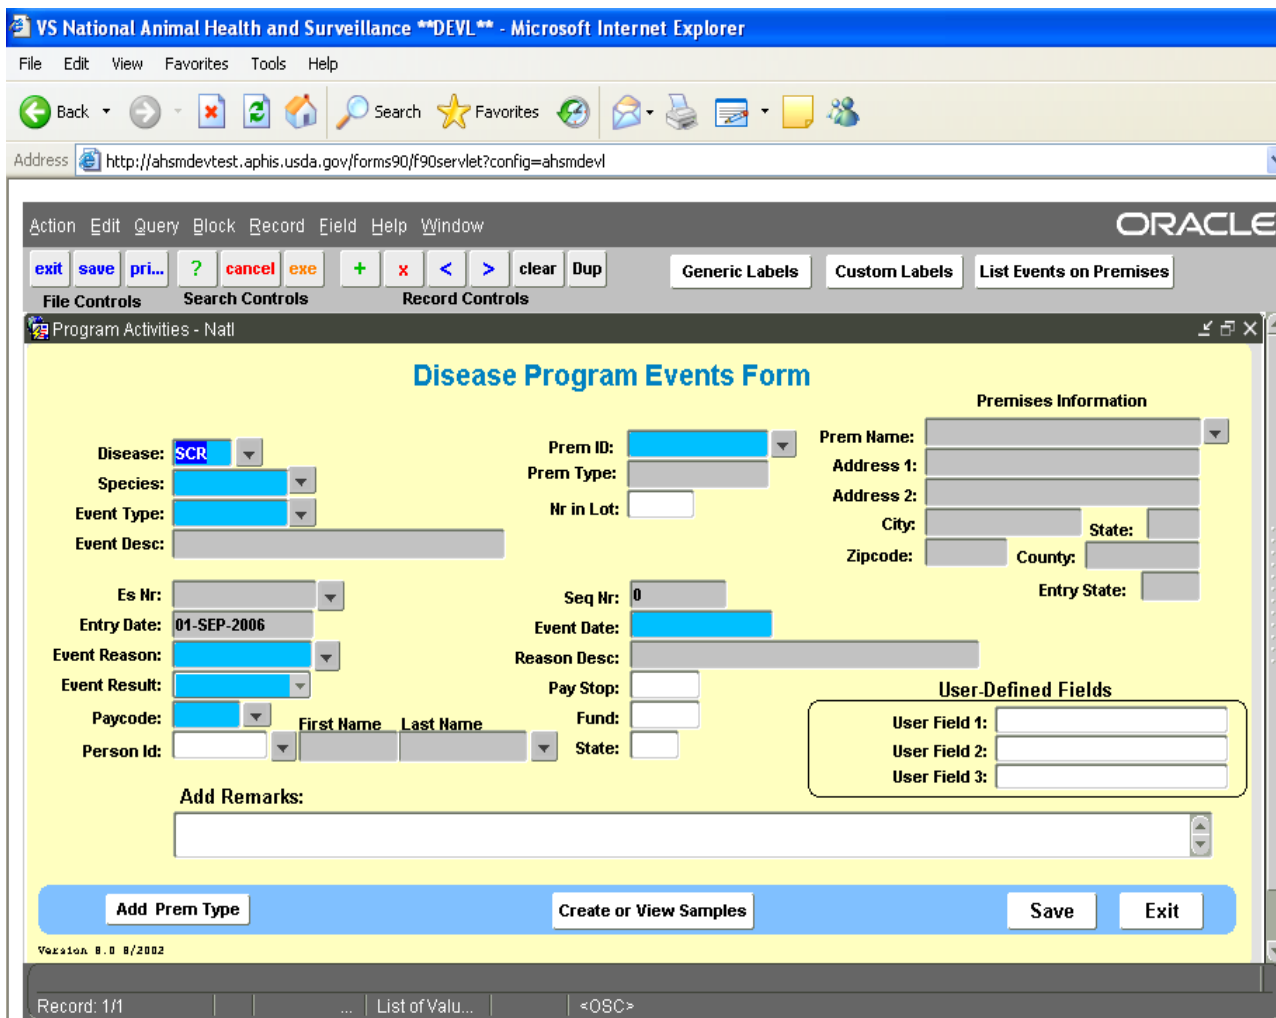 VS National Animal Health and Surveillance **DEVL** - Microsoft Internet Explorer
File Edit View Favorites Tools Help
Back Search Favorites
Address http://ahsmdevtest.aphis.usda.gov/forms90/f90servlet?config=ahsmdevl
Action Edit Query Block Record Field Help Window ORACLE
exit save pri... ? cancel exe + x < > clear Dup Generic Labels Custom Labels List Events on Premises
File Controls Search Controls Record Controls
Program Activities - Natl
Disease Program Events Form
Premises Information
Disease: SCR Prem ID: Prem Name:
Species: Prem Type: Address 1:
Event Type: Nr in Lot: Address 2:
City: State:
Event Desc: Zipcode: County:
Es Nr: Seq Nr: 0 Entry State:
Entry Date: 01-SEP-2006 Event Date:
Event Reason: Reason Desc:
Event Result: Pay Stop: User-Defined Fields
Paycode: First Name Last Name Fund: User Field 1:
Person Id: State: User Field 2:
User Field 3:
Add Remarks:
Add Prem Type Create or View Samples Save Exit
Version 8.0 8/2002
Record: 1/1 ... List of Valu... <OSC>